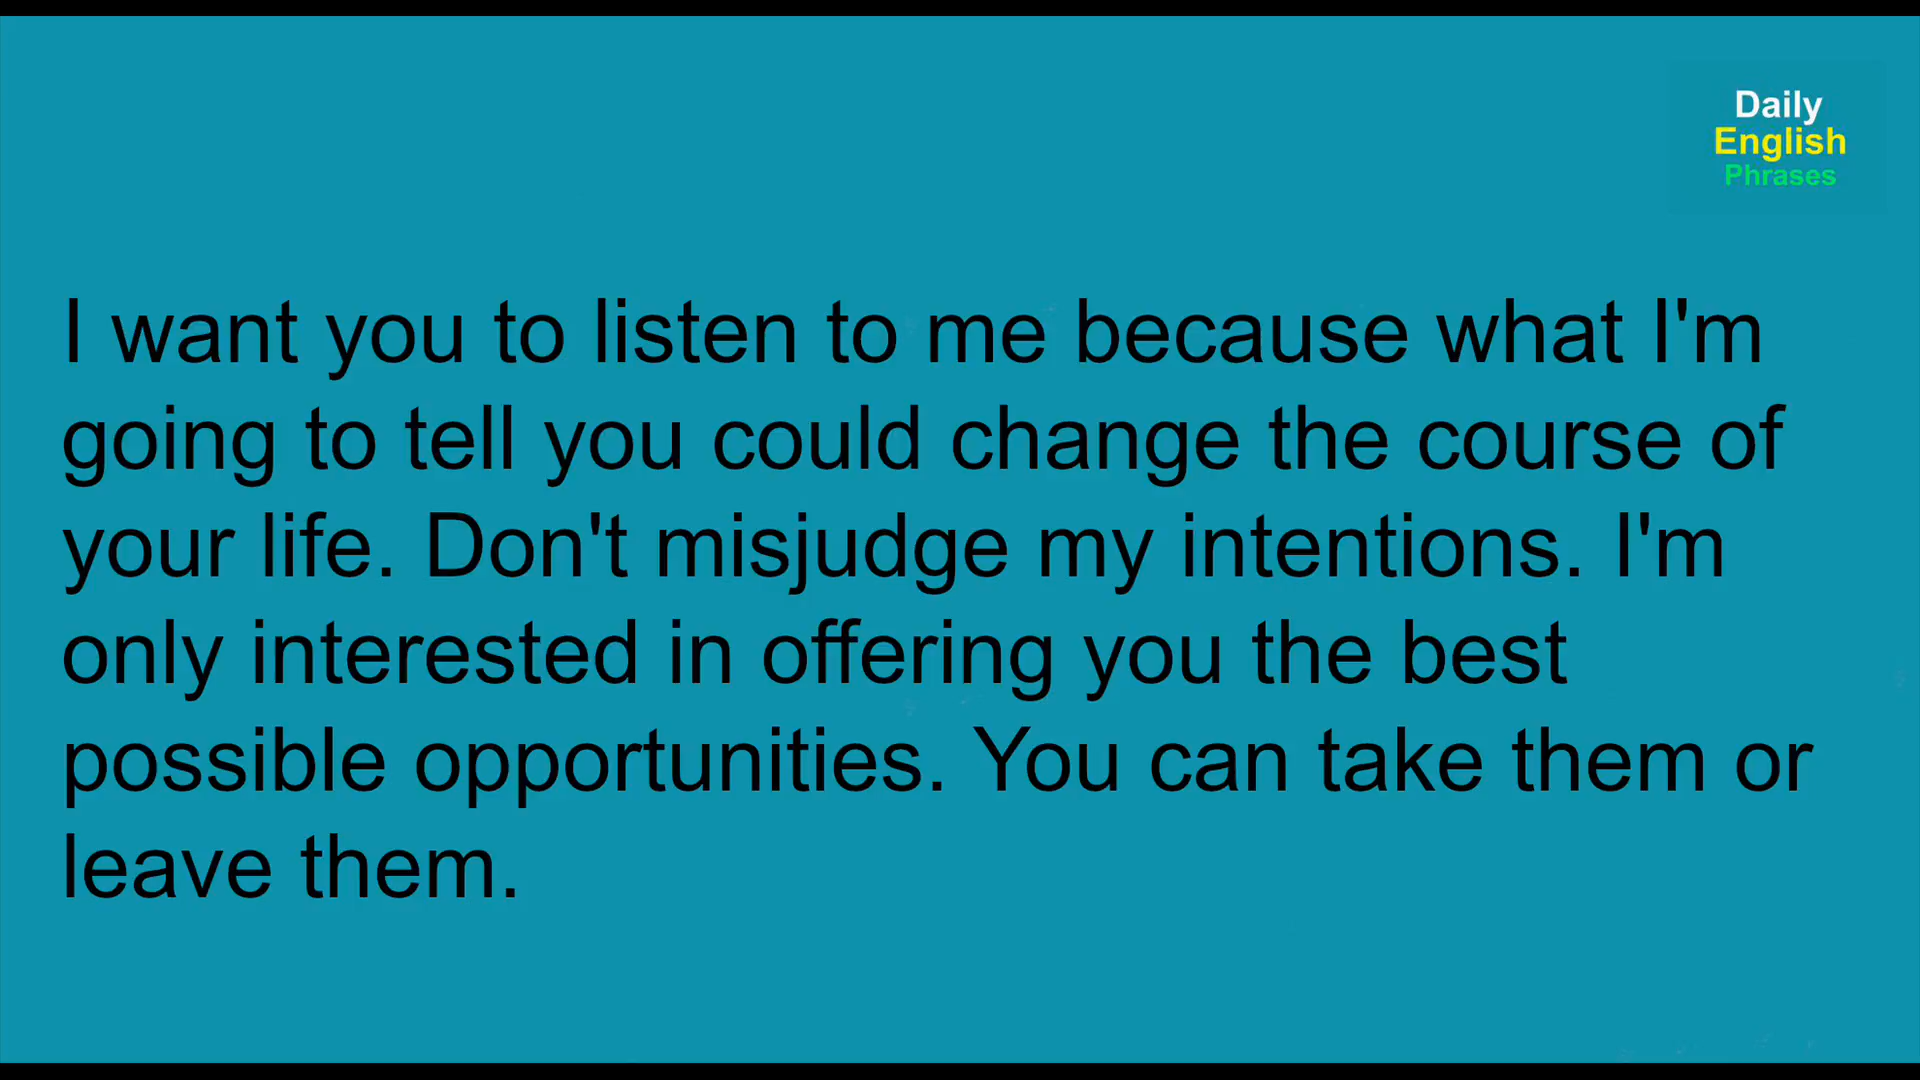 Daily
English
Phrases
I want you to listen to me because what I'm
going to tell you could change the course of
your life. Don't misjudge my intentions. I'm
only interested in offering you the best
possible opportunities. You can take them or
leave them.